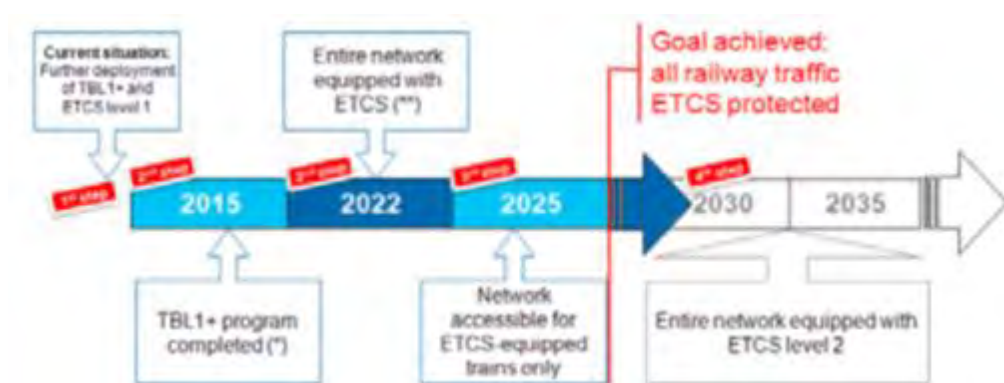 Current situation:
Further deployment
of TBL1+ and
ETCS level 1
Entire network
equipped with
ETCS (**)
Goal achieved:
all railway traffic
ETCS protected
1st step
2nd step
2nd step
3rd step
4th step
2015
2022
2025
2030
2035
TBL1+ program
completed (*)
Network
accessible for
ETCS-equipped
trains only
Entire network equipped with
ETCS level 2